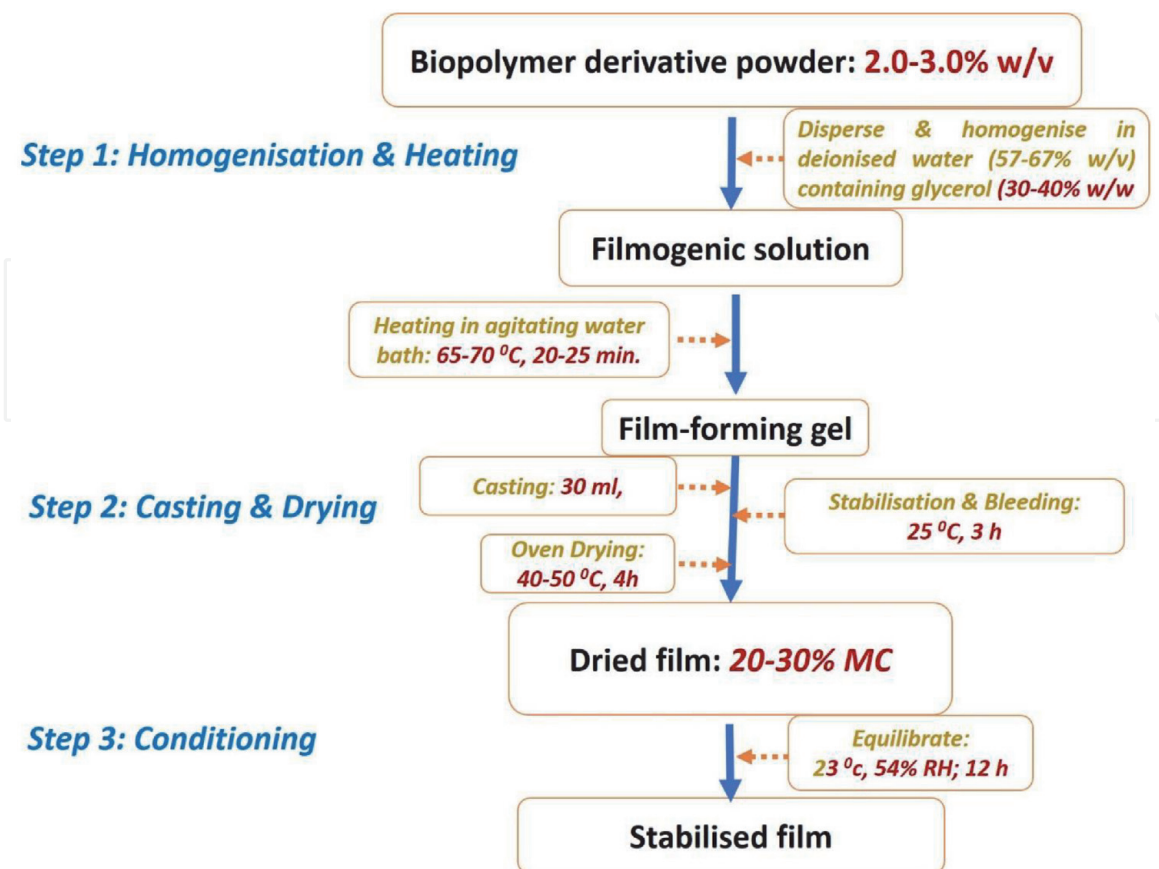 Biopolymer derivative powder: 2.0-3.0% w/v
Step 1: Homogenisation & Heating
Disperse & homogenise in
deionised water (57-67% w/v)
containing glycerol (30-40% w/w
Filmogenic solution
Heating in agitating water
bath: 65-70 ⁰C, 20-25 min.
Film-forming gel
Step 2: Casting & Drying
Casting: 30 ml,
Stabilisation & Bleeding:
25 ⁰C, 3 h
Oven Drying:
40-50 ⁰C, 4h
Dried film: 20-30% MC
Step 3: Conditioning
Equilibrate:
23 ⁰c, 54% RH; 12 h
Stabilised film